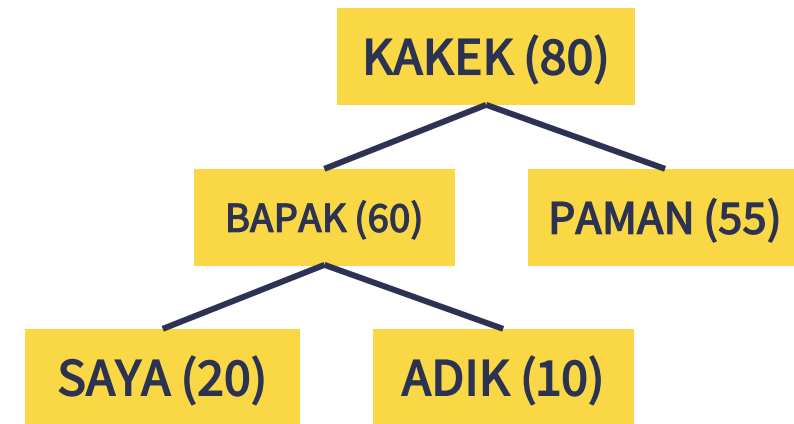 KAKEK (80)
BAPAK (60)
PAMAN (55)
SAYA (20)
ADIK (10)